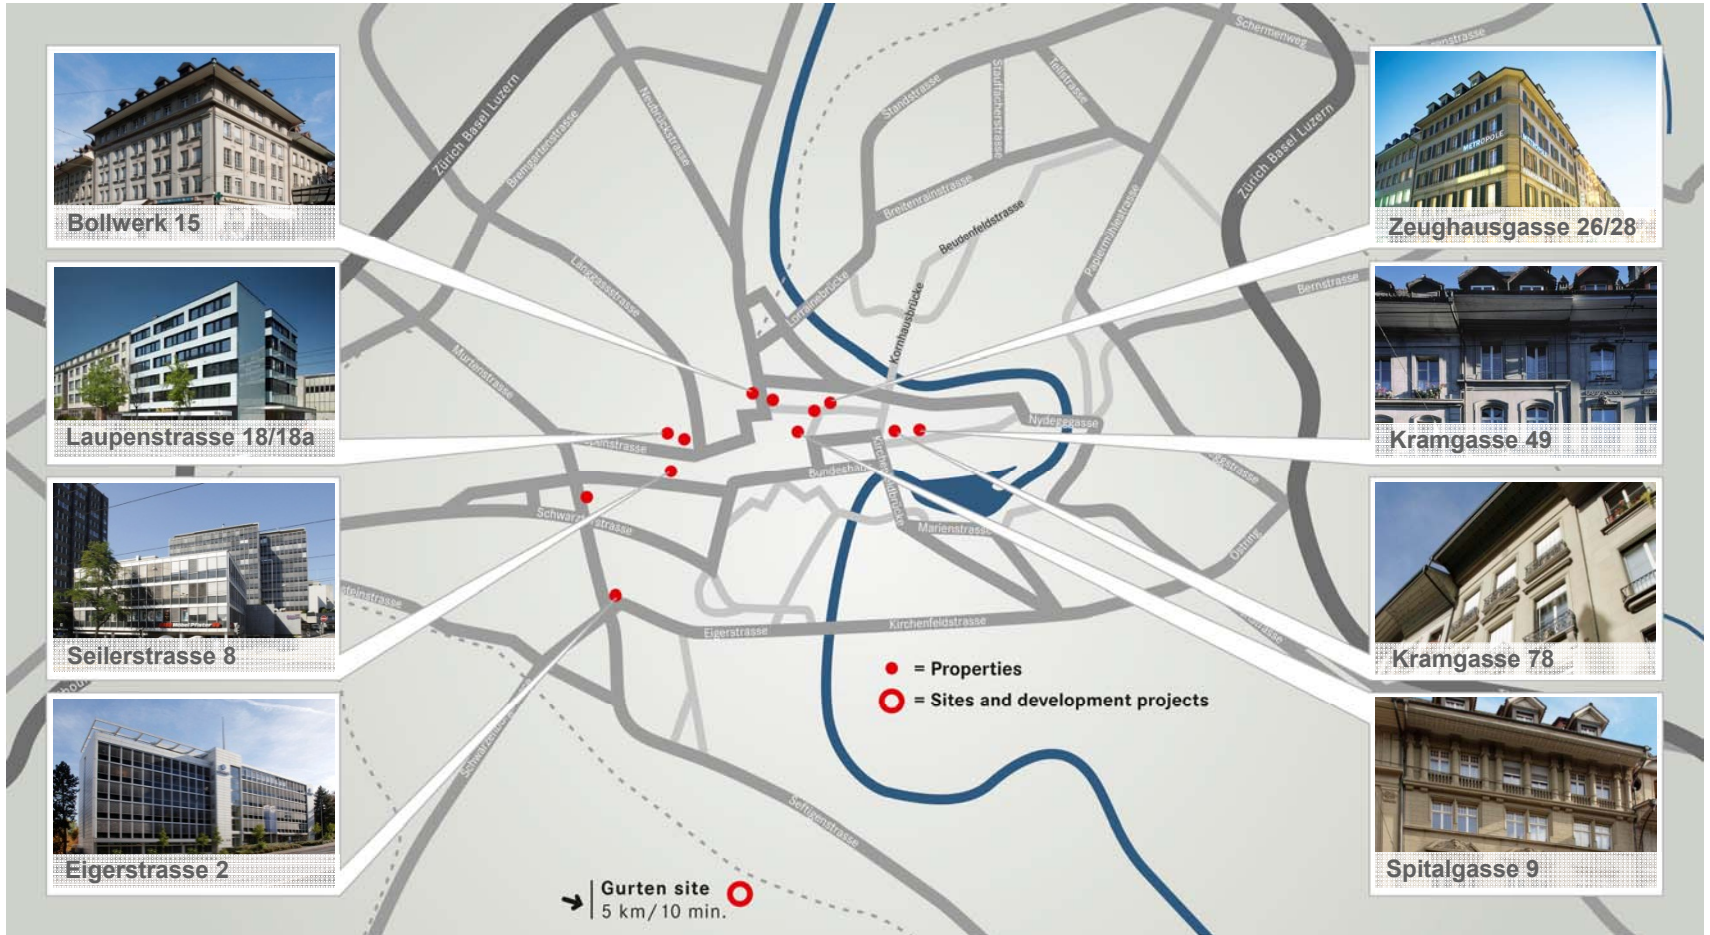 Bollwerk 15
Laupenstrasse 18/18a
Seilerstrasse 8
Eigerstrasse 2
Zürich Basel Luzern
Bremgartenstrasse
Neubrückstrasse
Länggassstrasse
Murtenstrasse
Lorrainebrücke
Standstrasse
Stauffacherstrasse
Tellstrasse
Schermenweg
Breitenrainstrasse
Beudenfeldstrasse
Papiermühlestrasse
Kornhausbrücke
Zürich Basel Luzern
Bernstrasse
Nydeggasse
Marienstrasse
Ostring
Kirchenfeldstrasse
Eigerstrasse
Seftigenstrasse
= Properties
= Sites and development projects
Gurten site
5 km/10 min.
METROPOLE
Zeughausgasse 26/28
Kramgasse 49
Kramgasse 78
Spitalgasse 9